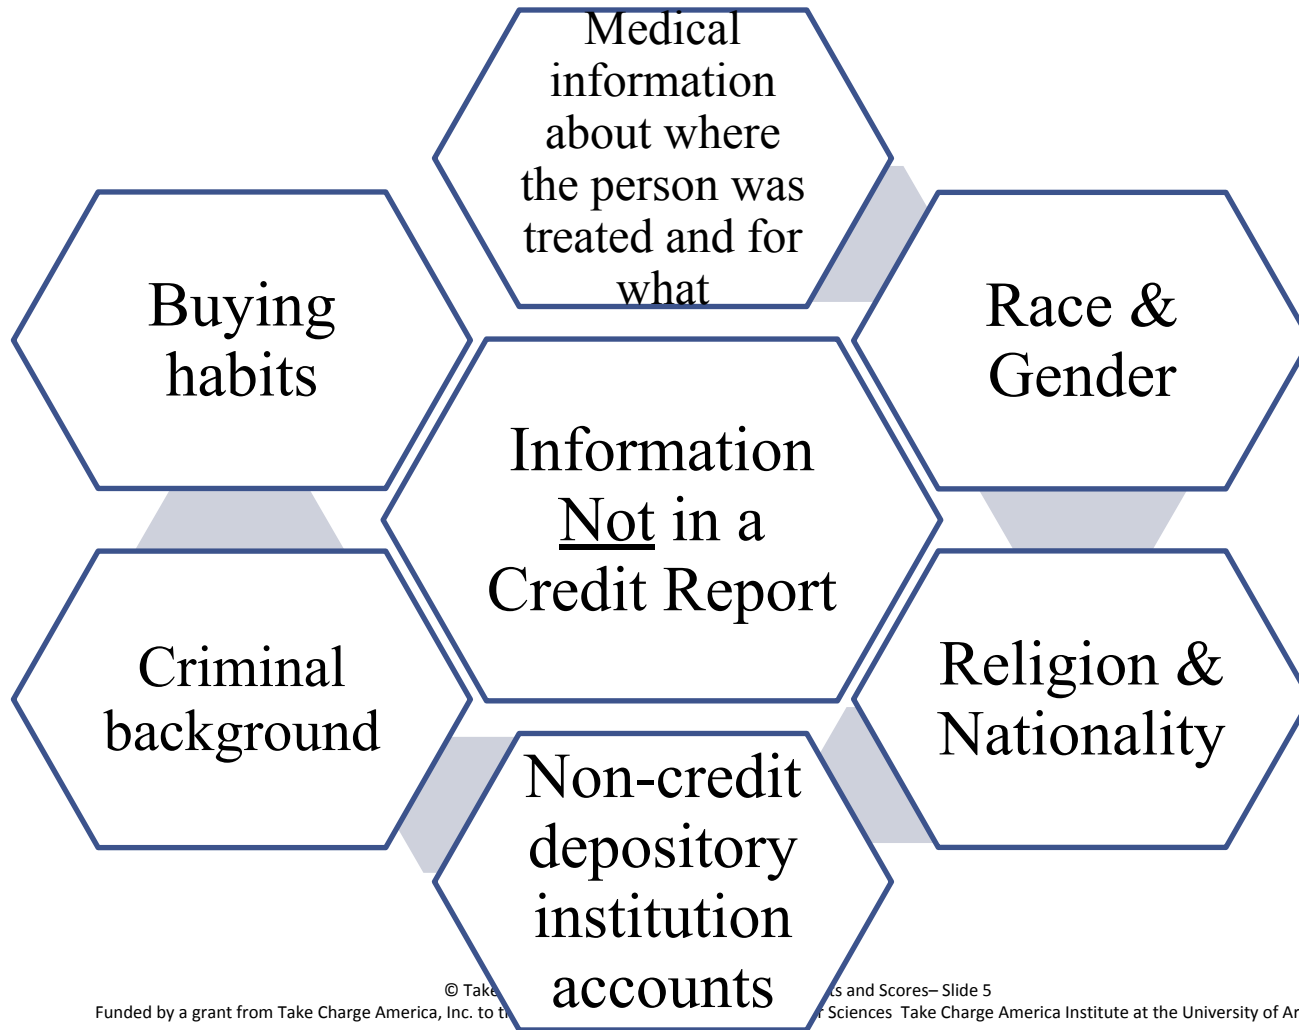 Medical
information
about where
the person was
treated and for
what
Race &
Gender
Religion &
Nationality
Non-credit
depository
institution
accounts
Criminal
background
Buying
habits
Information
Not in a
Credit Report
© Take and Scores– Slide 5
Funded by a grant from Take Charge America, Inc. to Sciences Take Charge America Institute at the University of